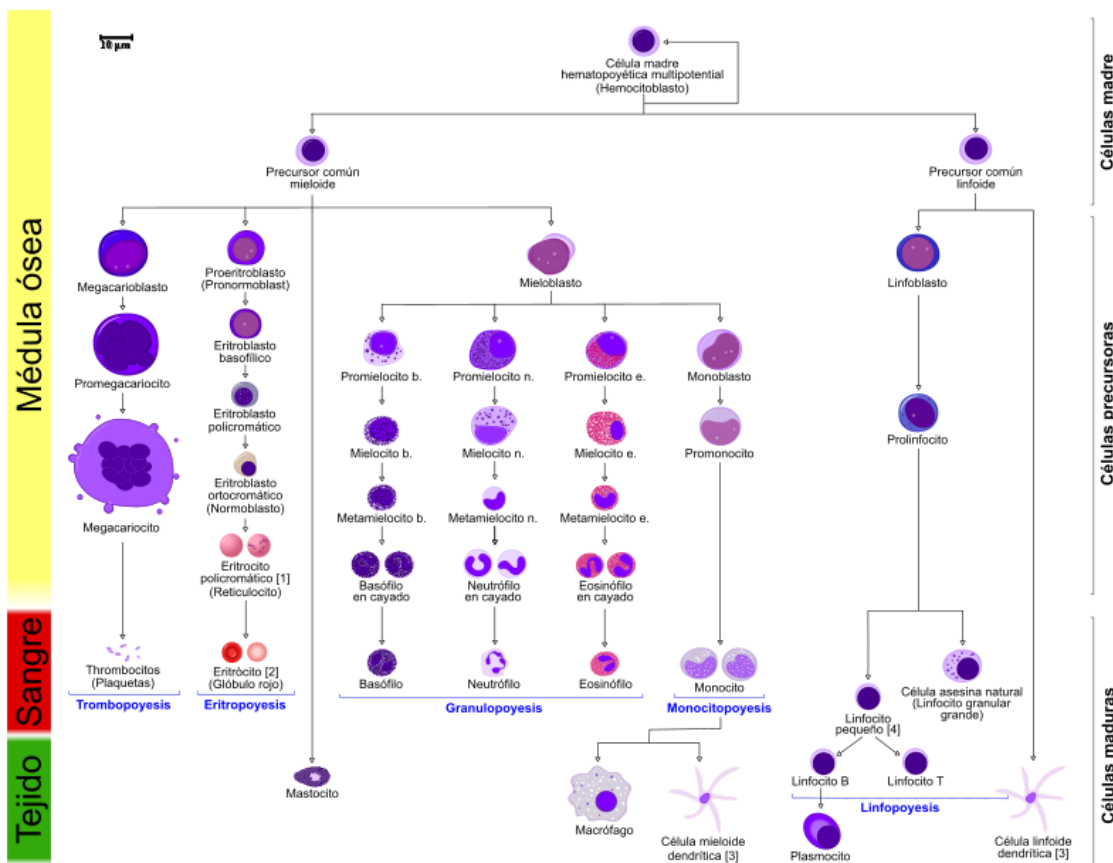 10 µm
Célula madre
hematopoyética multipotential
(Hemocitoblasto)
Precursor común
mieloide
Precursor común
linfoide
Megacarioblasto
Proeritroblasto
(Pronormoblast)
Mieloblasto
Linfoblasto
Promegacariocito
Eritroblasto
basofílico
Promielocito b.
Promielocito n.
Promielocito e.
Monoblasto
Eritroblasto
policromático
Mielocito b.
Mielocito n.
Mielocito e.
Promonocito
Prolinfocito
Megacariocito
Eritroblasto
ortocromático
(Normoblasto)
Metamielocito b.
Metamielocito n.
Metamielocito e.
Eritrocito
policromático [1]
(Reticulocito)
Basófilo
en cayado
Neutrófilo
en cayado
Eosinófilo
en cayado
Thrombocitos
(Plaquetas)
Eritròcito [2]
(Glóbulo rojo)
Basófilo
Neutrófilo
Eosinófilo
Monocito
Linfocito
pequeño [4]
Célula asesina natural
(Linfocito granular
grande)
Trombopoyesis
Eritropoyesis
Granulopoyesis
Monocitopoyesis
Mastocito
Macrófago
Célula mieloide
dendrítica [3]
Linfocito B
Linfocito T
Linfopoyesis
Plasmocito
Célula linfoide
dendrítica [3]
Médula ósea
Sangre
Tejido
Células madre
Células precursoras
Células maduras